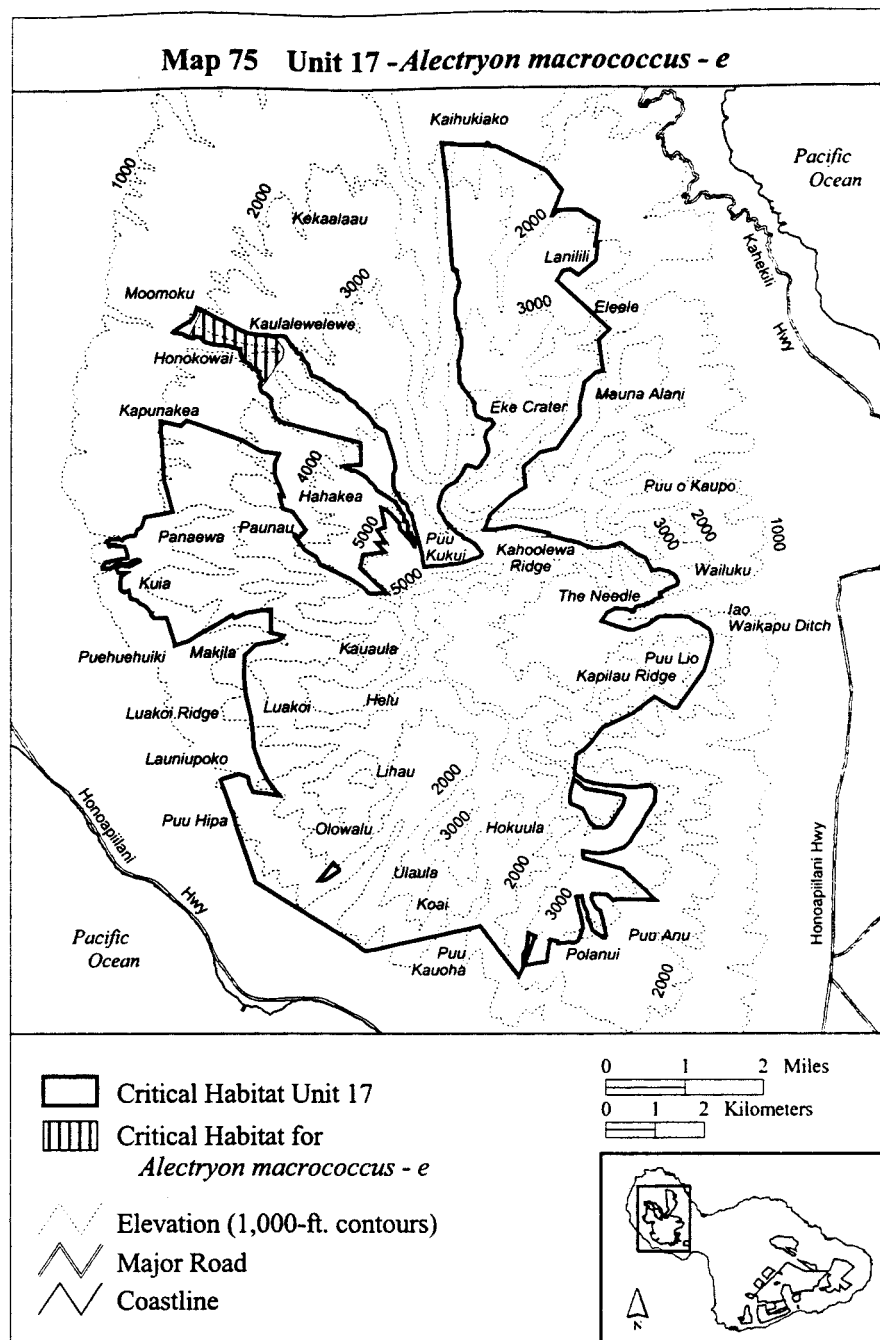 Map 75 Unit 17 - Alectryon macrococcus - e
Kaihukiako
Pacific
Ocean
1000
2000
Kekaalaau
2000
Lanilili
Kahekili
Hwy
3000
Moomoku
3000
Eleele
Kaulalewelewe
Honokowai
Kapunakea
Eke Crater
Mauna Alani
4000
Hahakea
Puu o Kaupo
3000
2000
1000
Panaewa
Paunau
5000
Puu
Kukui
Kahoolewa
Ridge
Wailuku
Kuia
5000
The Needle
Iao
Waikapu Ditch
Puehuehuiki
Makila
Kauaula
Puu Lio
Kapilau Ridge
Luakoi Ridge
Luakoi
Helu
Launiupoko
Lihau
2000
Puu Hipa
Olowalu
3000
Hokuula
Honoapiilani
Hwy
Ulaula
2000
Koai
3000
Honoapiilani Hwy
Pacific
Ocean
Puu
Kauoha
Polanui
Puu Anu
2000
Critical Habitat Unit 17
Critical Habitat for
Alectryon macrococcus - e
Elevation (1,000-ft. contours)
Major Road
Coastline
0 1 2 Miles
0 1 2 Kilometers
N